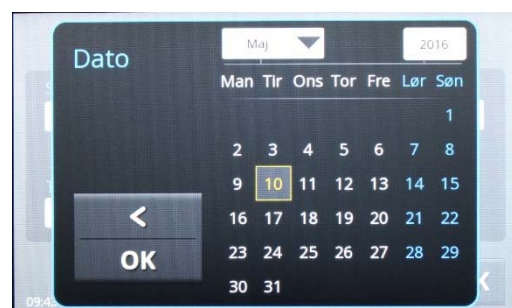 Dato
Maj 2016
Man Tir Ons Tor Fre Lør Søn
1
2 3 4 5 6 7 8
9 10 11 12 13 14 15
16 17 18 19 20 21 22
23 24 25 26 27 28 29
30 31
<
OK
<